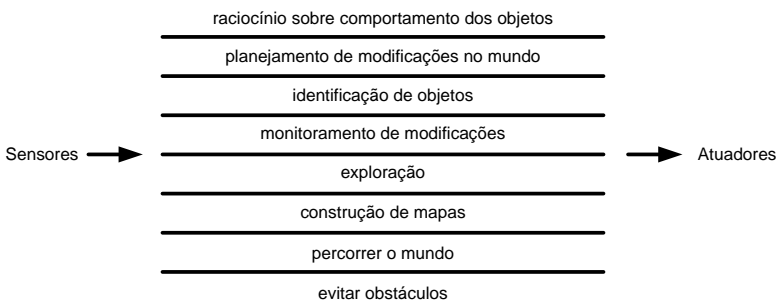 raciocínio sobre comportamento dos objetos
planejamento de modificações no mundo
identificação de objetos
monitoramento de modificações
Sensores
Atuadores
exploração
construção de mapas
percorrer o mundo
evitar obstáculos